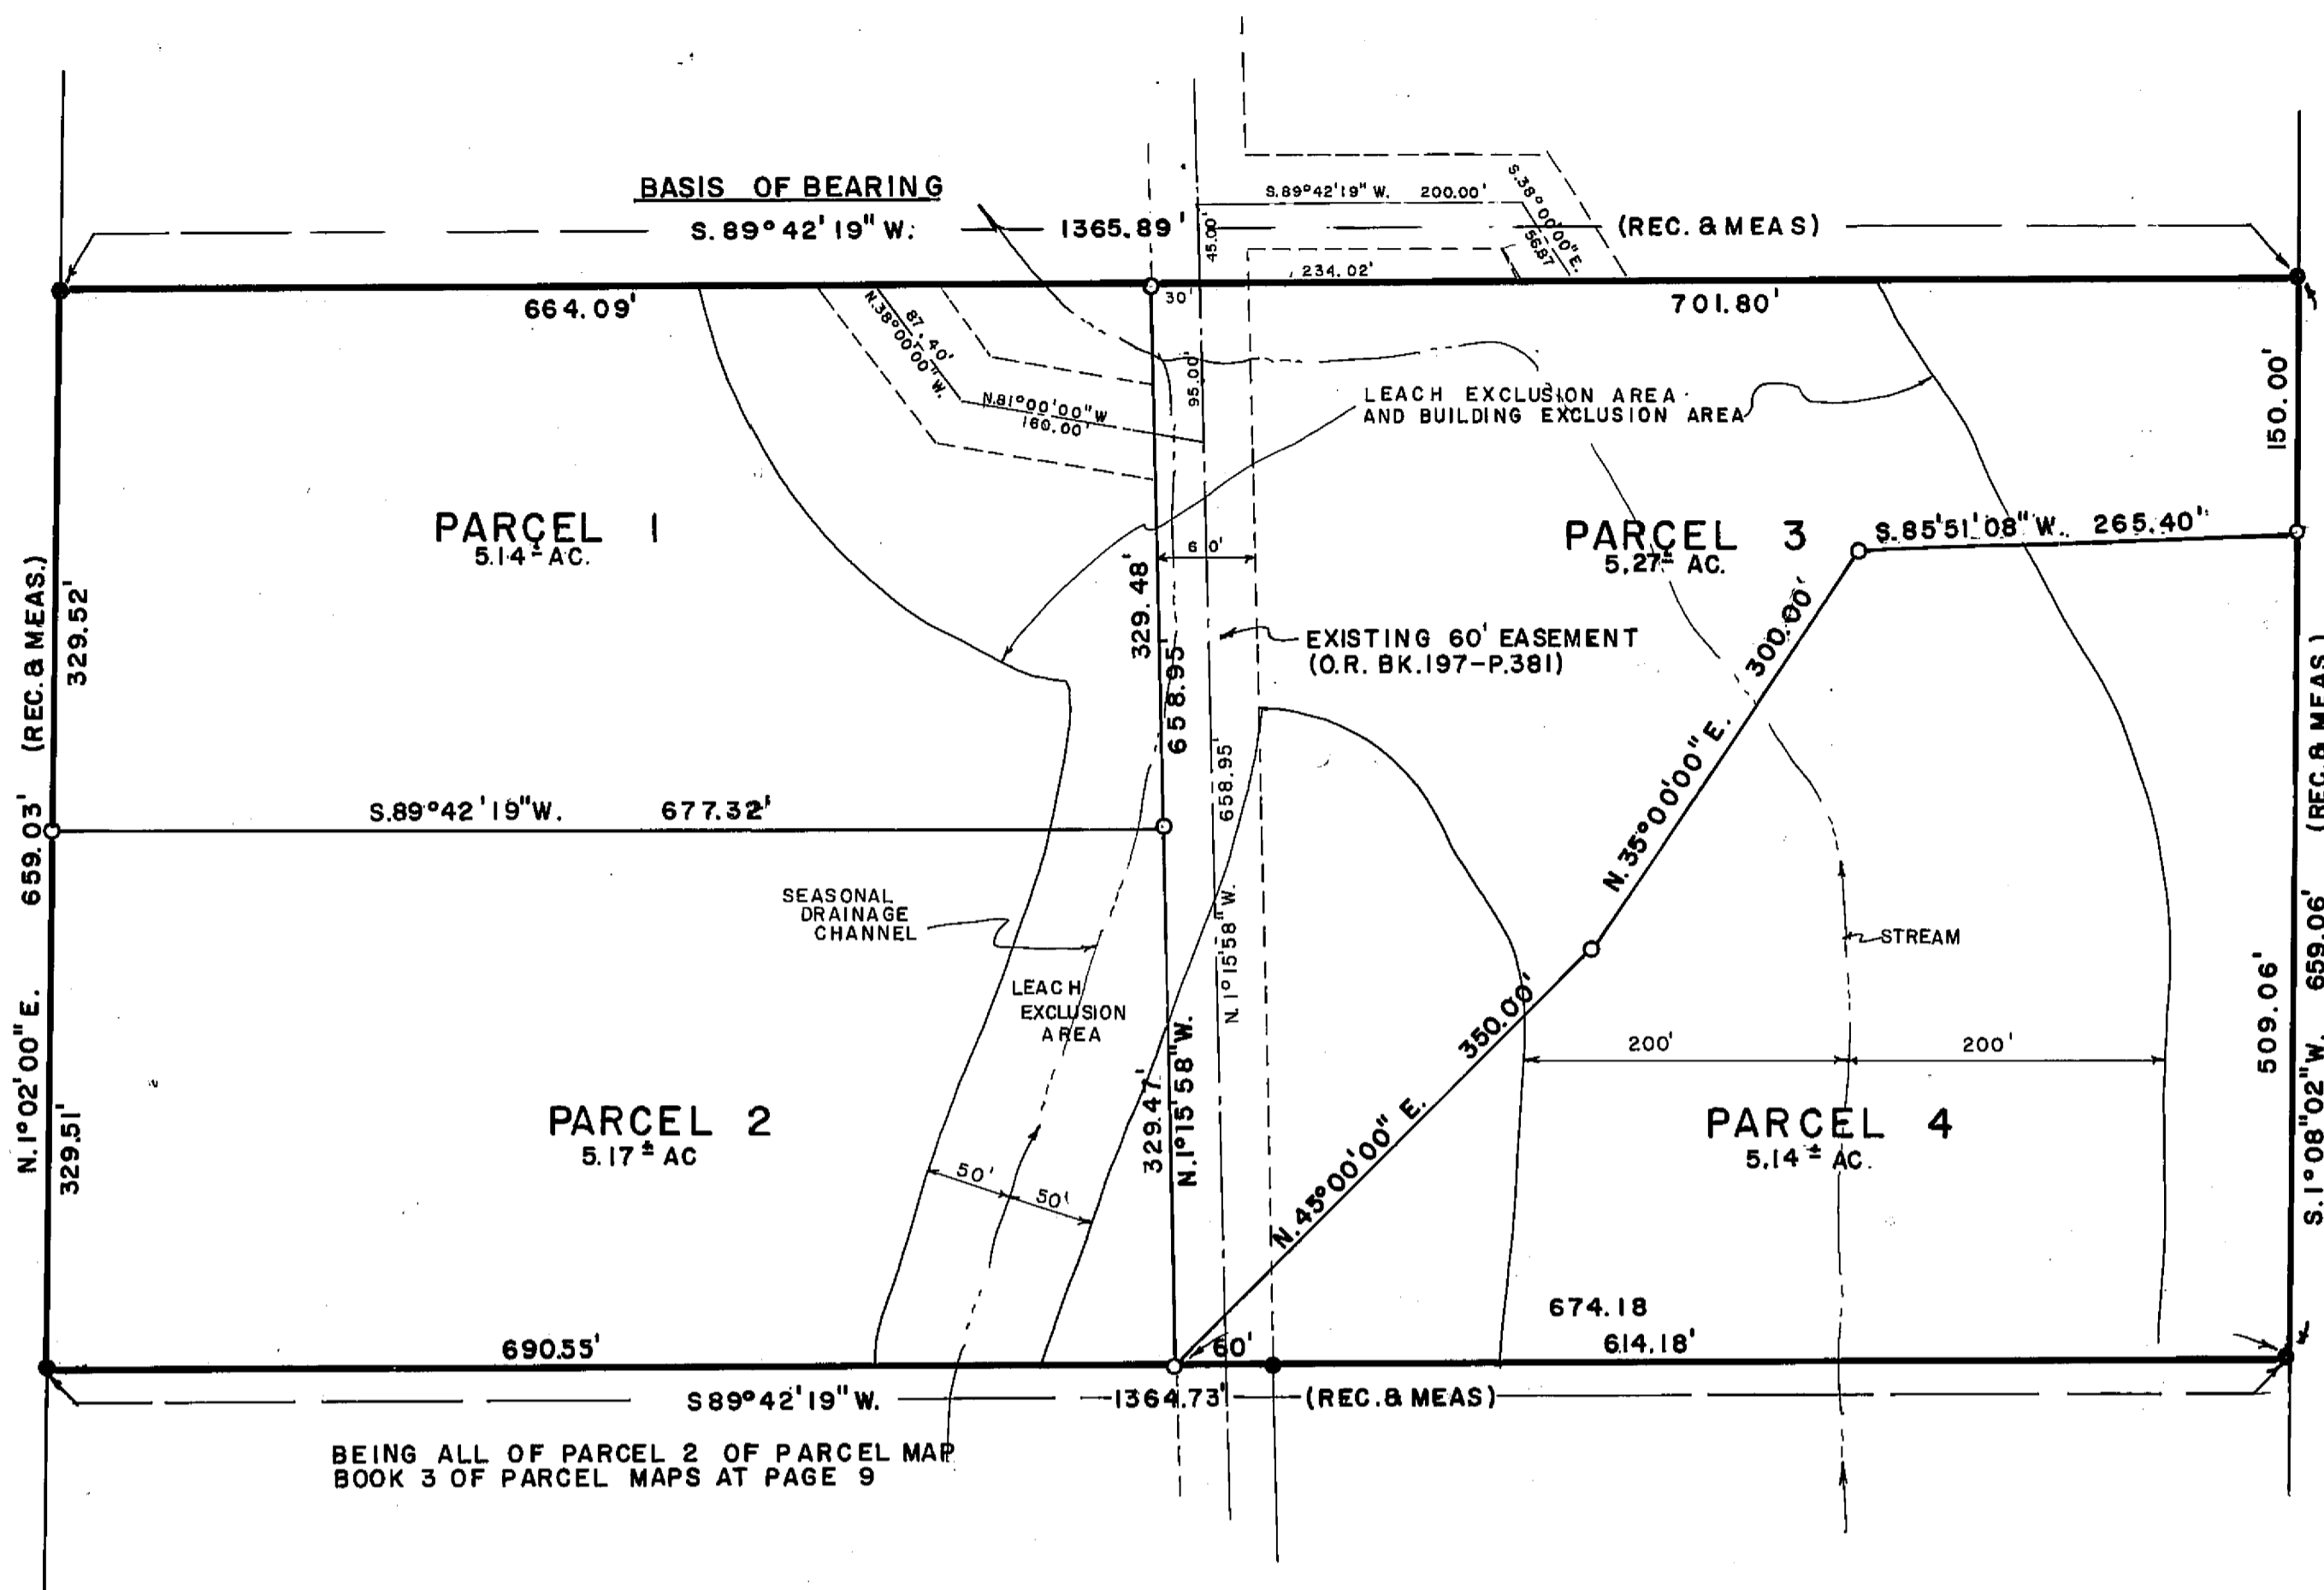 BASIS OF BEARING
S. 89° 42' 19" W. 1365.89' (REC. & MEAS)
S. 89° 42' 19" W. 200.00'
S. 38° 00' 00" E.
56.87
45.00'
234.02'
30'
664.09'
701.80'
87.40'
N. 38° 00' 00" W.
N. 81° 00' 00" W
160.00'
95.00'
LEACH EXCLUSION AREA
AND BUILDING EXCLUSION AREA
150.00'
PARCEL 1
5.14± AC.
PARCEL 3
5.27± AC.
S. 85° 51' 08" W. 265.40'
60'
329.48'
658.95'
EXISTING 60' EASEMENT
(O.R. BK. 197-P. 381)
N. 35° 00' 00" E. 300.00'
N. 1° 02' 00" E. 659.03' (REC. & MEAS.)
329.52'
S. 89° 42' 19" W. 677.32'
658.95'
N. 1° 15' 58" W.
SEASONAL
DRAINAGE
CHANNEL
LEACH
EXCLUSION
AREA
STREAM
200' 200'
N. 45° 00' 00" E. 350.00'
509.06'
S. 1° 08' 02" W. 659.06' (REC. & MEAS)
PARCEL 2
5.17± AC
PARCEL 4
5.14± AC.
329.51'
329.47'
N. 1° 15' 58" W.
50' 50'
674.18
690.55' 60' 614.18'
S 89° 42' 19" W. 1364.73' (REC. & MEAS)
BEING ALL OF PARCEL 2 OF PARCEL MAP
BOOK 3 OF PARCEL MAPS AT PAGE 9